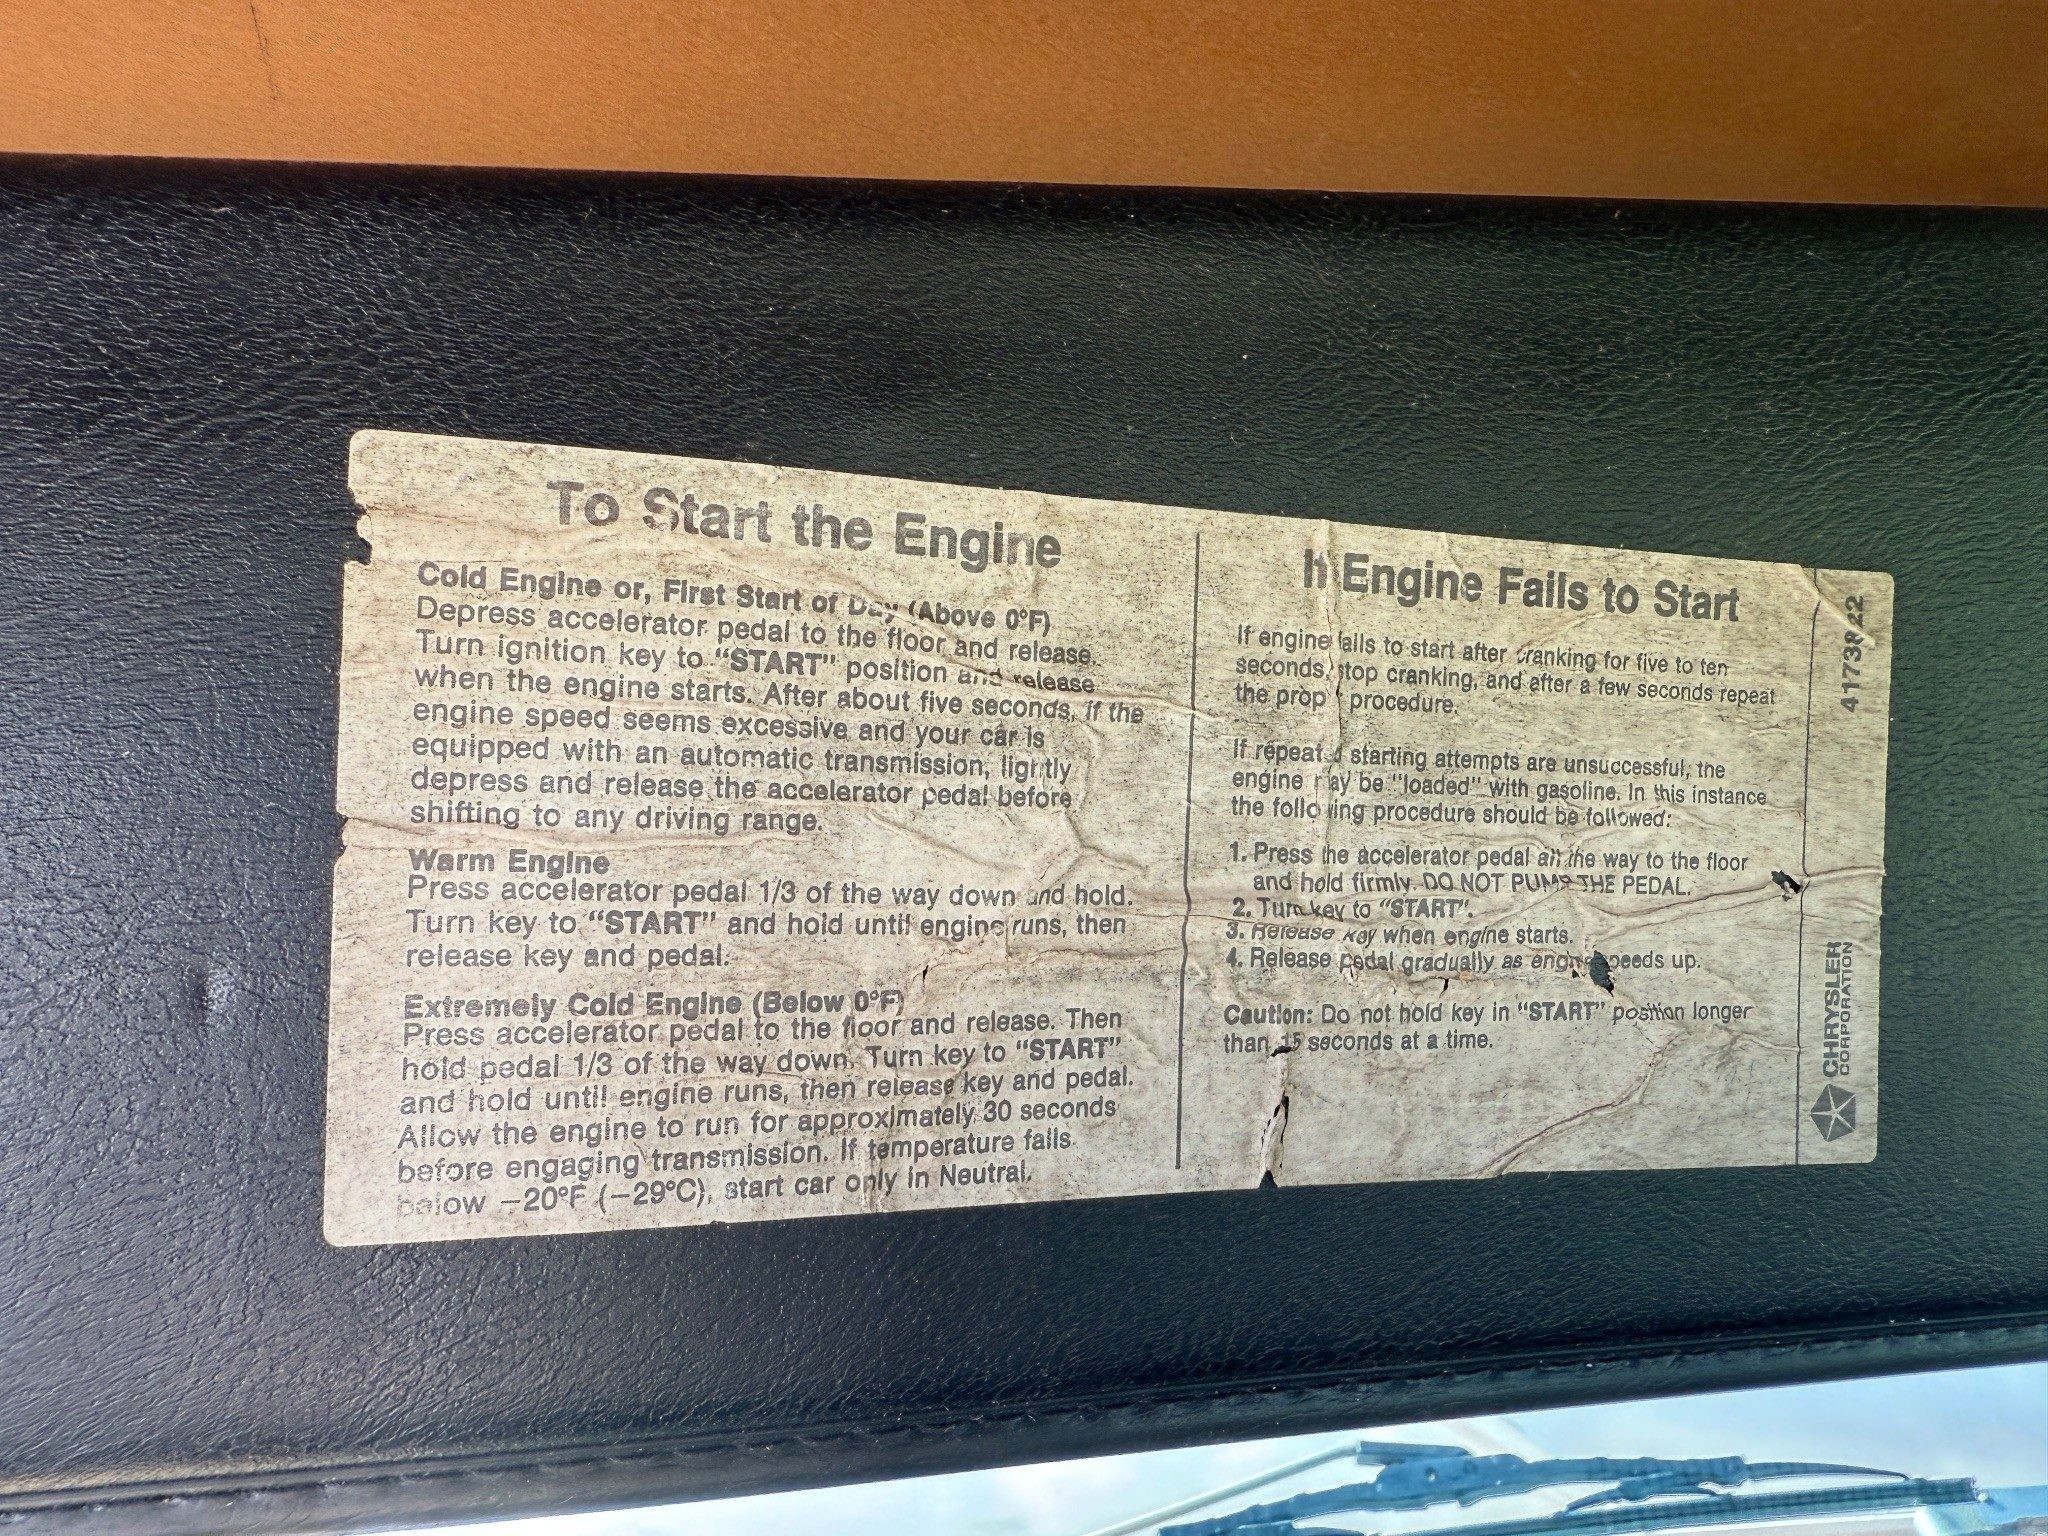 To Start the Engine
Cold Engine or, First Start of Day (Above 0°F)
Depress accelerator pedal to the floor and release.
Turn ignition key to "START" position and release
when the engine starts. After about five seconds, if the
engine speed seems excessive and your car is
equipped with an automatic transmission, lightly
depress and release the accelerator pedal before
shifting to any driving range.
Warm Engine
Press accelerator pedal 1/3 of the way down and hold.
Turn key to "START" and hold until engine runs, then
release key and pedal.
Extremely Cold Engine (Below 0°F)
Press accelerator pedal to the floor and release. Then
hold pedal 1/3 of the way down. Turn key to "START"
and hold until engine runs, then release key and pedal.
Allow the engine to run for approximately 30 seconds
before engaging transmission. If temperature falls
below −20°F (−29°C), start car only in Neutral.
If Engine Fails to Start
If engine fails to start after cranking for five to ten
seconds, stop cranking, and after a few seconds repeat
the procedure.
If repeated starting attempts are unsuccessful, the
engine may be "loaded" with gasoline. In this instance
the following procedure should be followed:
1. Press the accelerator pedal all the way to the floor
and hold firmly. DO NOT PUMP THE PEDAL.
2. Turn key to "START".
3. Release key when engine starts.
4. Release pedal gradually as engine speeds up.
Caution: Do not hold key in "START" position longer
than 15 seconds at a time.
4173822
CHRYSLER
CORPORATION